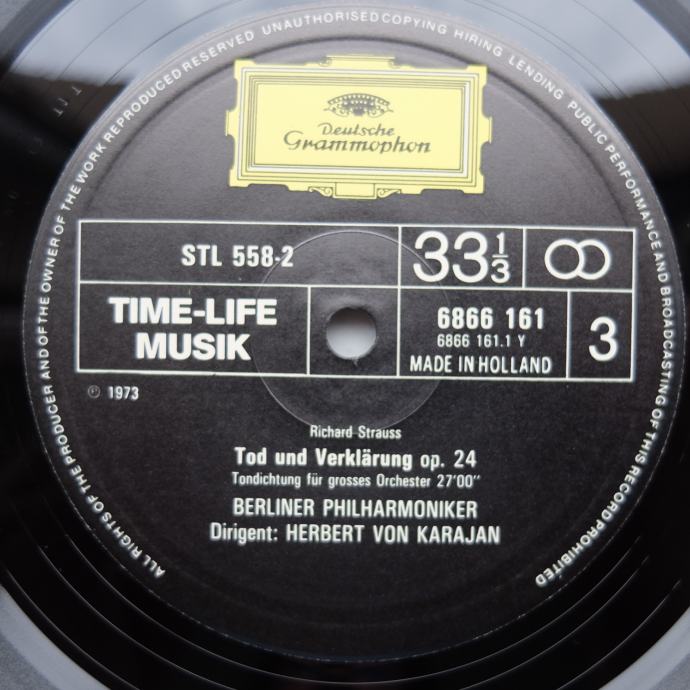 ALL RIGHTS OF THE PRODUCER AND OF THE OWNER OF THE WORK REPRODUCED RESERVED UNAUTHORISED COPYING HIRING LENDING PUBLIC PERFORMANCE AND BROADCASTING OF THIS RECORD PROHIBITED
Deutsche
Grammophon
STL 558-2
33 1/3
TIME-LIFE
MUSIK
6866 161
6866 161.1 Y
MADE IN HOLLAND
3
℗ 1973
Richard Strauss
Tod und Verklärung op. 24
Tondichtung für grosses Orchester 27'00"
BERLINER PHILHARMONIKER
Dirigent: HERBERT VON KARAJAN